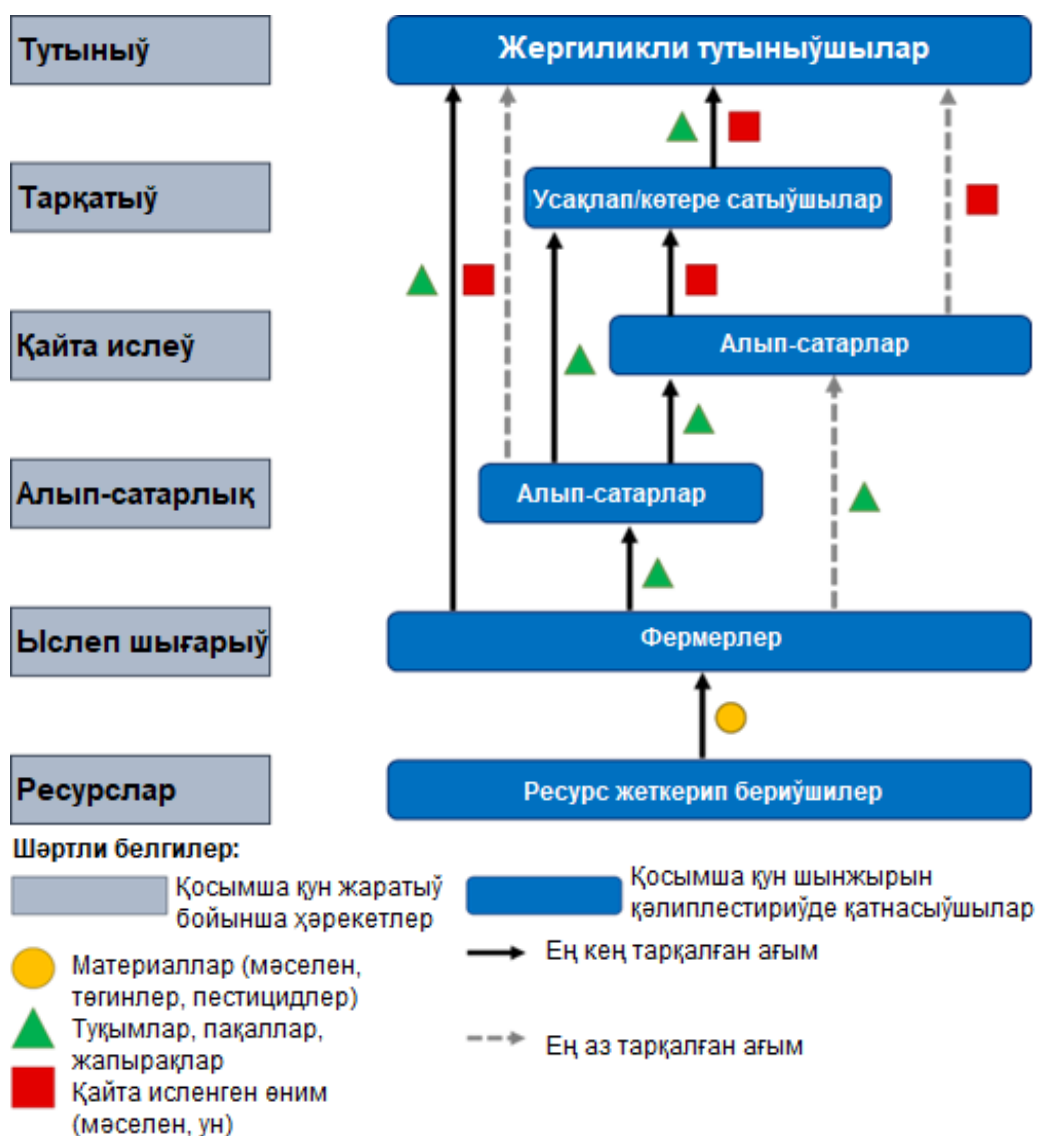 Тутыныў
Жергиликли тутыныўшылар
Тарқатыў
Усақлап/көтере сатыўшылар
Қайта ислеў
Алып-сатарлар
Алып-сатарлық
Алып-сатарлар
Ыслеп шығарыў
Фермерлер
Ресурслар
Ресурс жеткерип бериўшилер
Шәртли белгилер:
Қосымша қун жаратыў
бойынша ҳәрекетлер
Қосымша қун шынжырын
қәлиплестириўде қатнасыўшылар
Материаллар (мәселен,
төгинлер, пестицидлер)
Ең кең тарқалған ағым
Туқымлар, пақаллар,
жапырақлар
Ең аз тарқалған ағым
Қайта исленген өним
(мәселен, ун)